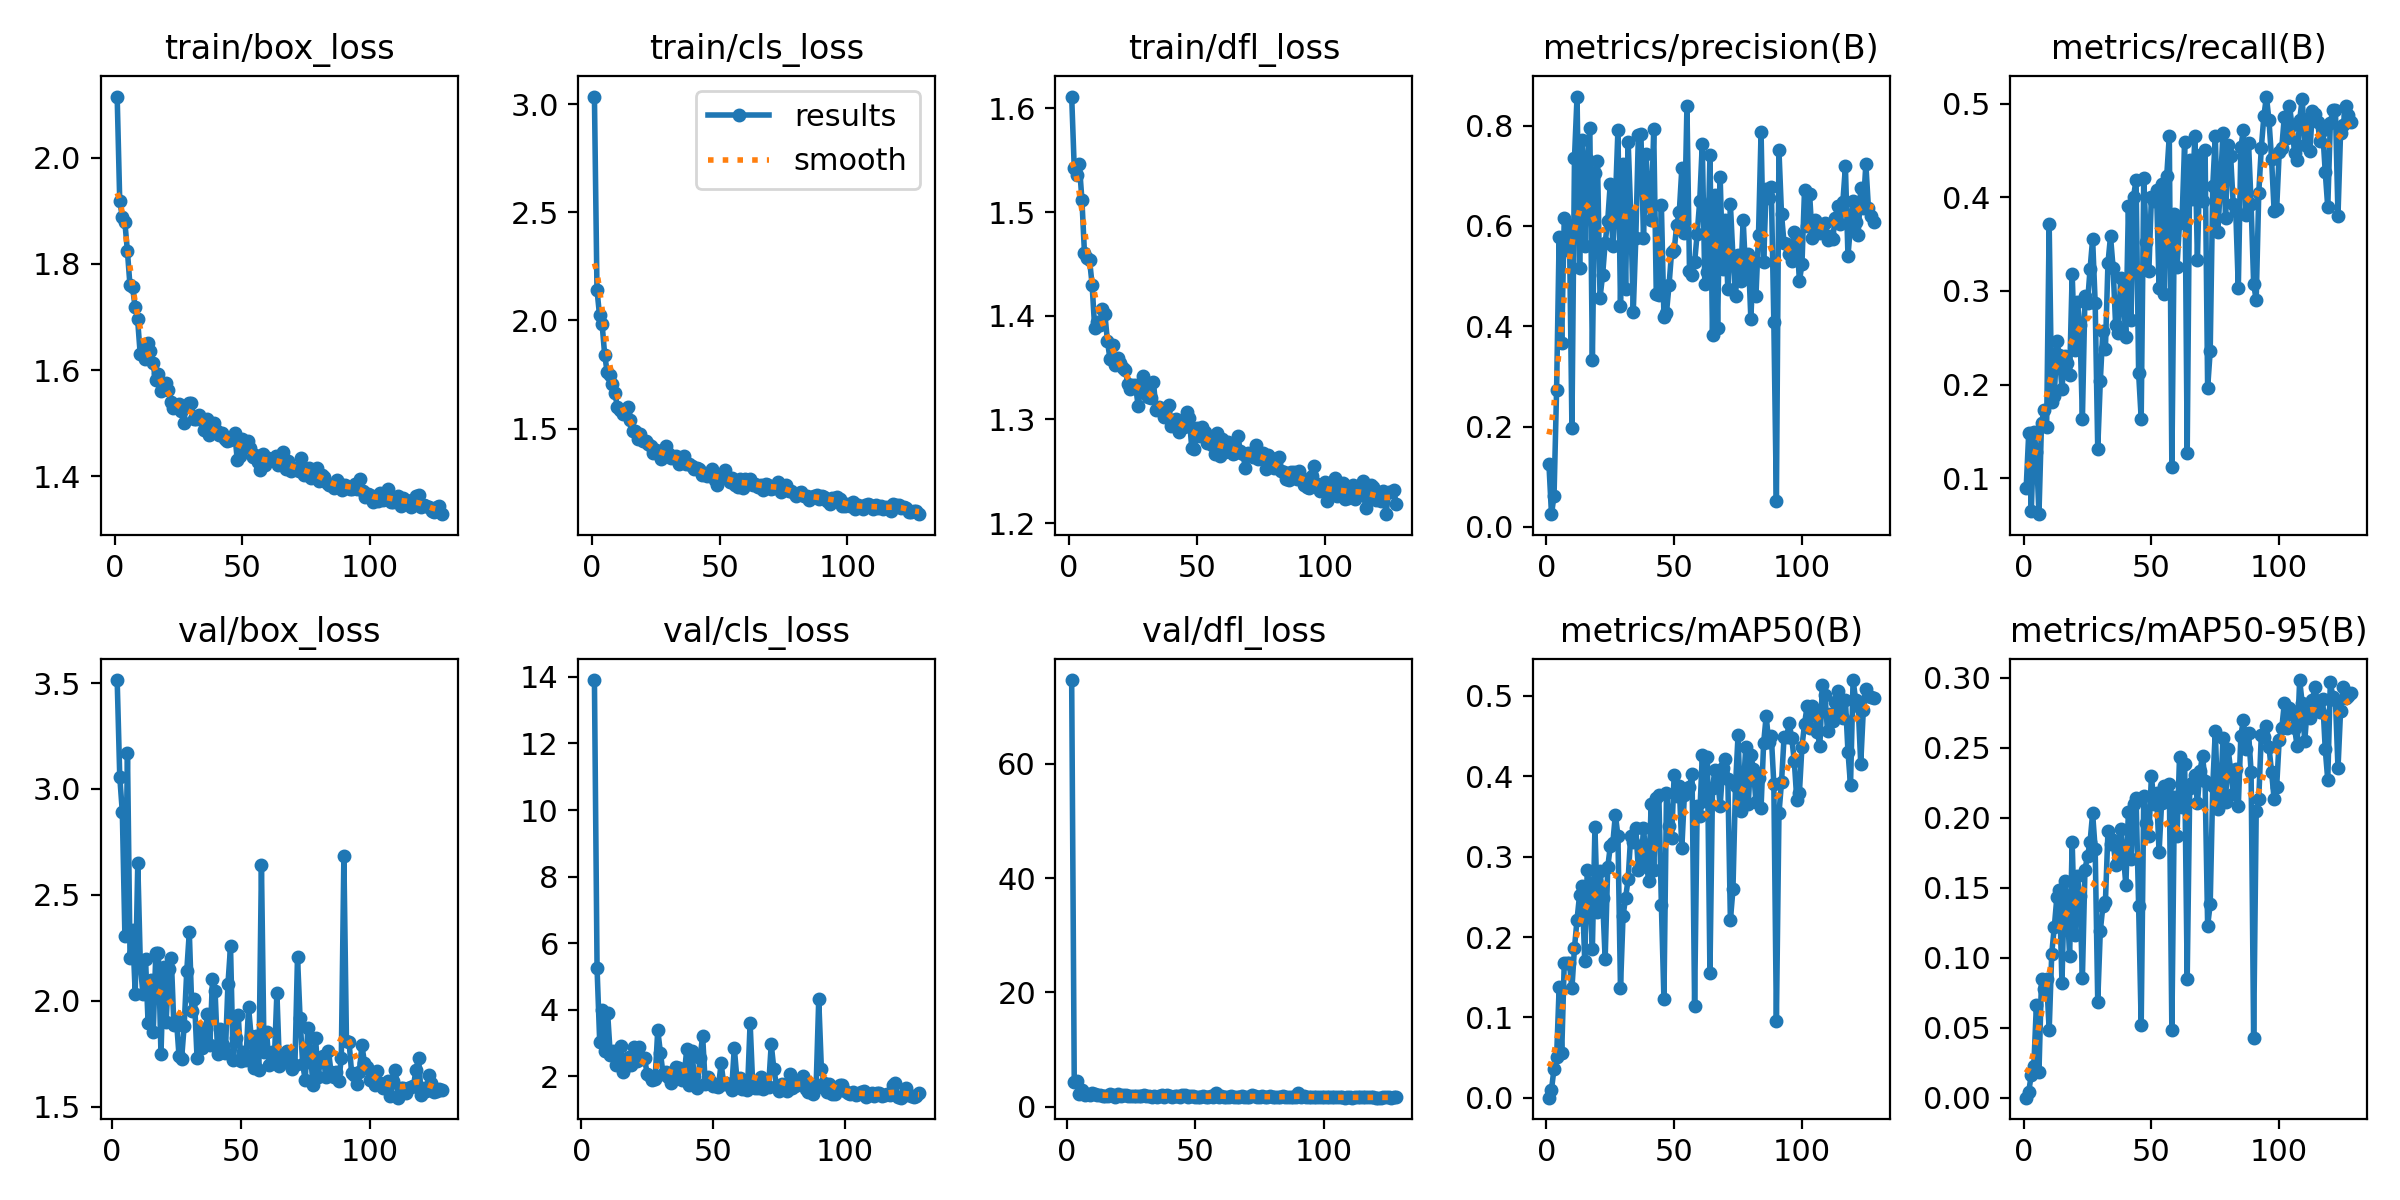 train/box_loss
2.0
1.8
1.6
1.4
0 50 100
train/cls_loss
results
smooth
3.0
2.5
2.0
1.5
0 50 100
train/dfl_loss
1.6
1.5
1.4
1.3
1.2
0 50 100
metrics/precision(B)
0.8
0.6
0.4
0.2
0.0
0 50 100
metrics/recall(B)
0.5
0.4
0.3
0.2
0.1
0 50 100
val/box_loss
3.5
3.0
2.5
2.0
1.5
0 50 100
val/cls_loss
14
12
10
8
6
4
2
0 50 100
val/dfl_loss
60
40
20
0
0 50 100
metrics/mAP50(B)
0.5
0.4
0.3
0.2
0.1
0.0
0 50 100
metrics/mAP50-95(B)
0.30
0.25
0.20
0.15
0.10
0.05
0.00
0 50 100